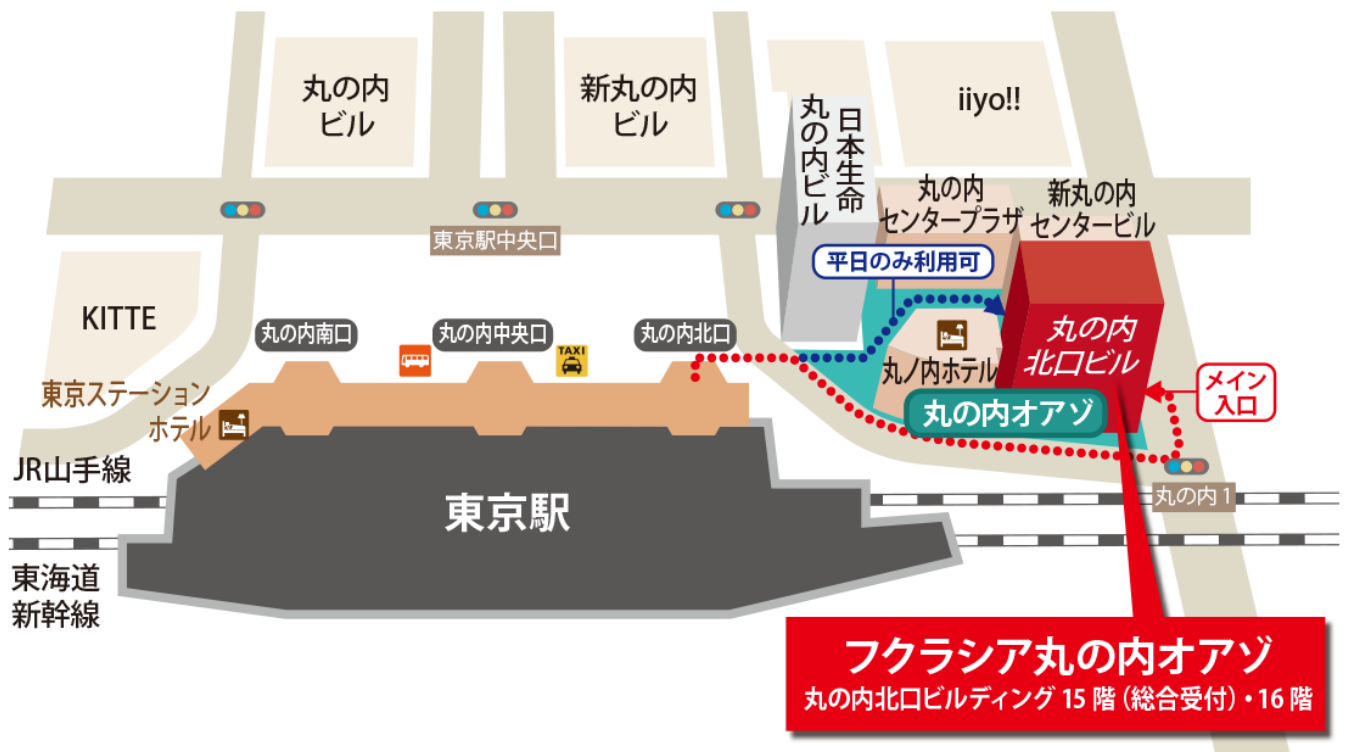 丸の内
ビル
新丸の内
ビル
日本生命
丸の内ビル
iiyo!!
丸の内
センタープラザ
新丸の内
センタービル
東京駅中央口
平日のみ利用可
KITTE
丸の内南口
丸の内中央口
TAXI
丸の内北口
丸の内
北口ビル
丸ノ内ホテル
メイン
入口
東京ステーション
ホテル
丸の内オアゾ
JR山手線
丸の内 1
東京駅
東海道
新幹線
フクラシア丸の内オアゾ
丸の内北口ビルディング 15 階（総合受付）・16 階